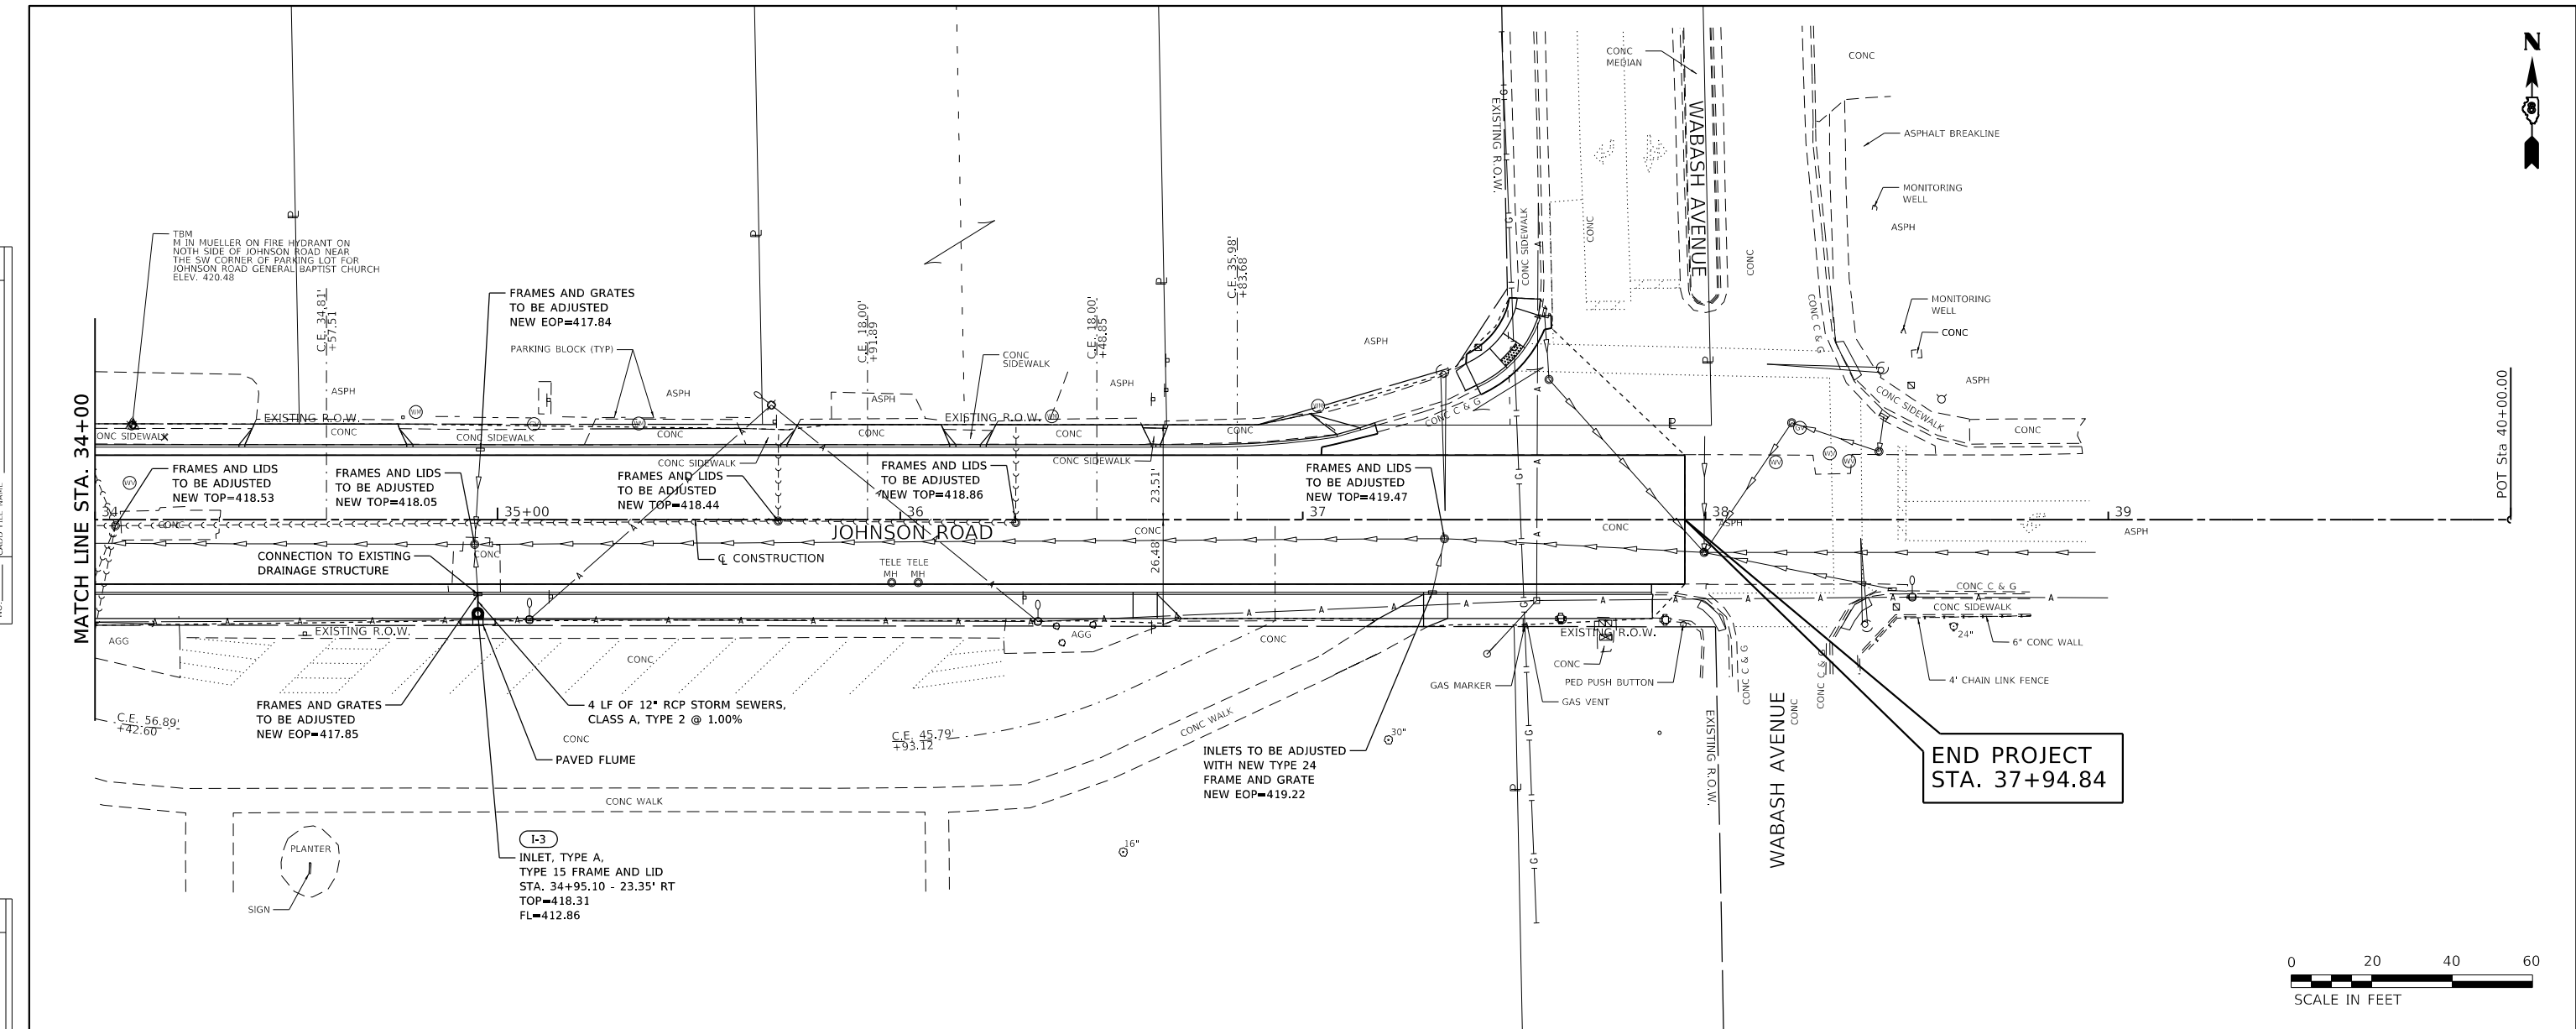 N
8
CONC
MEDIAN
CONC
WABASH AVENUE
EXISTING R.O.W.
ASPHALT BREAKLINE
MONITORING
WELL
ASPH
CONC SIDEWALK
CONC
CONC
TBM
M IN MUELLER ON FIRE HYDRANT ON
NOTH SIDE OF JOHNSON ROAD NEAR
THE SW CORNER OF PARKING LOT FOR
JOHNSON ROAD GENERAL BAPTIST CHURCH
ELEV. 420.48
C.E. 34.81'
+57.51
FRAMES AND GRATES
TO BE ADJUSTED
NEW EOP=417.84
PARKING BLOCK (TYP)
C.E. 18.00'
+91.89
C.E. 18.00'
+48.85
C.E. 35.98'
+83.68
CONC
SIDEWALK
ASPH
MONITORING
WELL
CONC
CONC C & G
ASPH
ASPH
ASPH
ASPH
ASPH
CONC SIDEWALK
CONC
MATCH LINE STA. 34+00
EXISTING R.O.W.
EXISTING R.O.W.
CONC C & G
ONC SIDEWALK
CONC
CONC SIDEWALK
CONC
CONC
CONC
CONC
CONC SIDEWALK
CONC SIDEWALK
FRAMES AND LIDS
TO BE ADJUSTED
NEW TOP=418.53
FRAMES AND LIDS
TO BE ADJUSTED
NEW TOP=418.05
FRAMES AND LIDS
TO BE ADJUSTED
NEW TOP=418.44
FRAMES AND LIDS
TO BE ADJUSTED
NEW TOP=418.86
23.51'
FRAMES AND LIDS
TO BE ADJUSTED
NEW TOP=419.47
POT Sta 40+00.00
34
35+00
36
37
38
39
CONC
JOHNSON ROAD
CONC
CONC
ASPH
ASPH
CONNECTION TO EXISTING
DRAINAGE STRUCTURE
CONC
℄ CONSTRUCTION
TELE TELE
MH MH
26.48'
CONC C & G
CONC SIDEWALK
24"
6" CONC WALL
4' CHAIN LINK FENCE
AGG
EXISTING R.O.W.
AGG
CONC
EXISTING R.O.W.
CONC
CONC
GAS MARKER
PED PUSH BUTTON
GAS VENT
CONC C & G
CONC C & G
CONC
EXISTING R.O.W.
WABASH AVENUE
FRAMES AND GRATES
TO BE ADJUSTED
NEW EOP=417.85
4 LF OF 12" RCP STORM SEWERS,
CLASS A, TYPE 2 @ 1.00%
C.E. 56.89'
+42.60
CONC
PAVED FLUME
C.E. 45.79'
+93.12
CONC WALK
30"
INLETS TO BE ADJUSTED
WITH NEW TYPE 24
FRAME AND GRATE
NEW EOP=419.22
END PROJECT
STA. 37+94.84
CONC WALK
PLANTER
SIGN
I-3
INLET, TYPE A,
TYPE 15 FRAME AND LID
STA. 34+95.10 - 23.35' RT
TOP=418.31
FL=412.86
16"
0 20 40 60
SCALE IN FEET